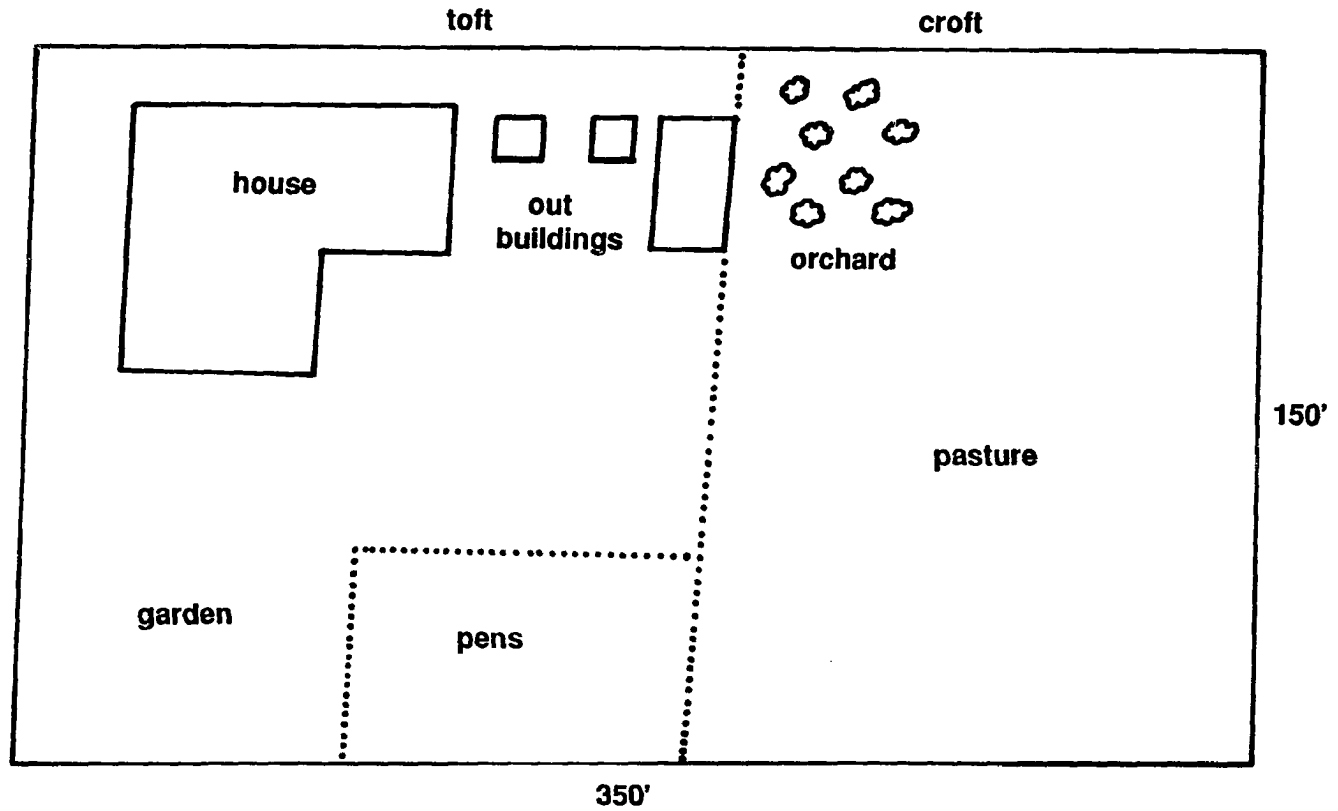 toft
croft
house
out
buildings
orchard
150'
pasture
garden
pens
350'